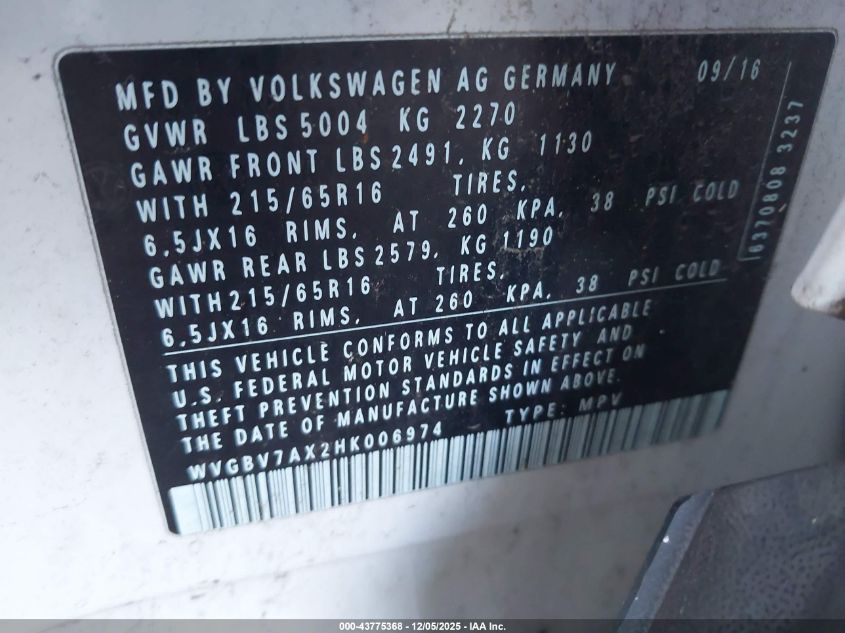 MFD BY VOLKSWAGEN AG GERMANY 09/16
GVWR LBS 5004 KG 2270
GAWR FRONT LBS 2491, KG 1130
WITH 215/65R16 TIRES,
6,5JX16 RIMS, AT 260 KPA, 38 PSI COLD
GAWR REAR LBS 2579, KG 1190
WITH 215/65R16 TIRES,
6,5JX16 RIMS, AT 260 KPA, 38 PSI COLD
THIS VEHICLE CONFORMS TO ALL APPLICABLE
U.S. FEDERAL MOTOR VEHICLE SAFETY AND
THEFT PREVENTION STANDARDS IN EFFECT ON
THE DATE OF MANUFACTURE SHOWN ABOVE.
WVGBV7AX2HK006974 TYPE: MPV
6370808 3237
000-43775368 - 12/05/2025 - IAA Inc.